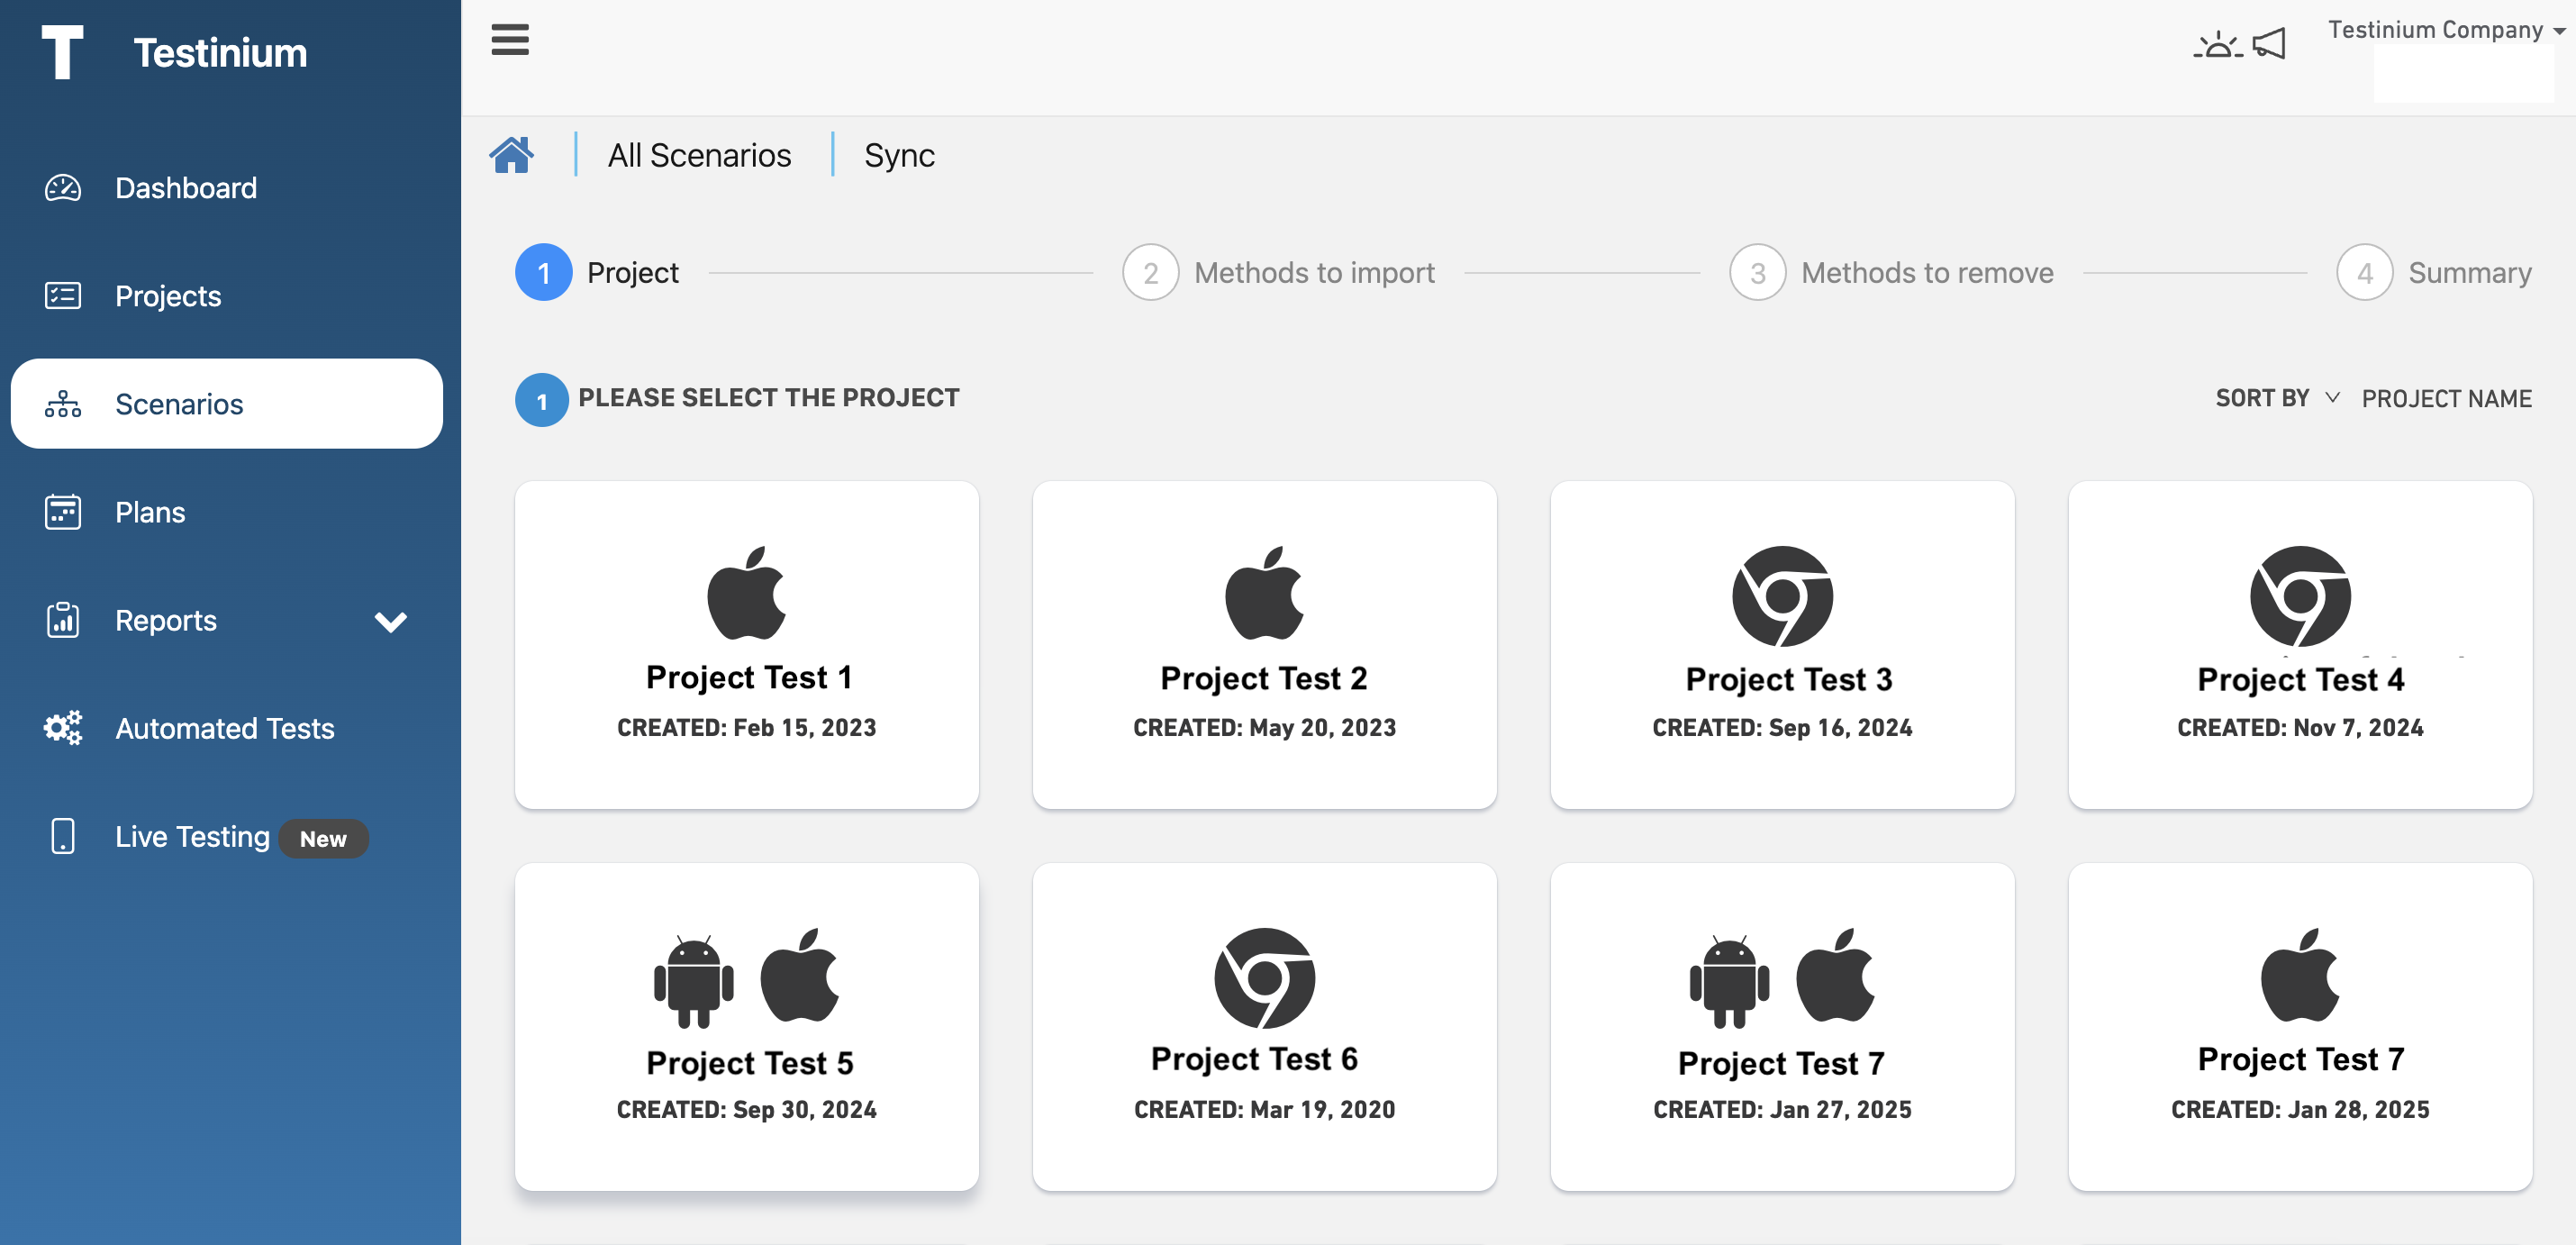 Testinium
Dashboard
Projects
Scenarios
Plans
Reports
Automated Tests
Live Testing New
Testinium Company
All Scenarios Sync
1 Project 2 Methods to import 3 Methods to remove 4 Summary
1 PLEASE SELECT THE PROJECT
SORT BY PROJECT NAME
Project Test 1
CREATED: Feb 15, 2023
Project Test 2
CREATED: May 20, 2023
Project Test 3
CREATED: Sep 16, 2024
Project Test 4
CREATED: Nov 7, 2024
Project Test 5
CREATED: Sep 30, 2024
Project Test 6
CREATED: Mar 19, 2020
Project Test 7
CREATED: Jan 27, 2025
Project Test 7
CREATED: Jan 28, 2025